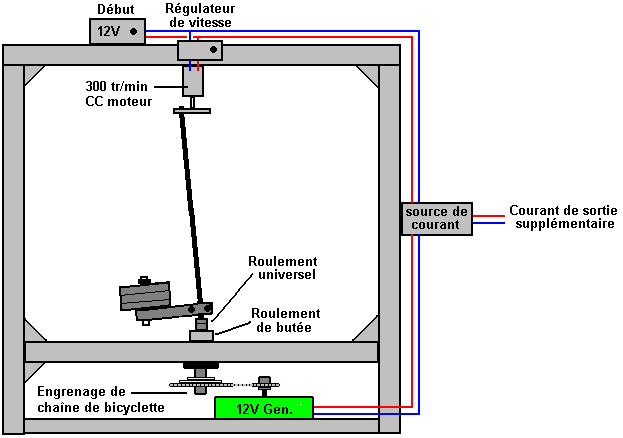 Début
12V
Régulateur
de vitesse
300 tr/min
CC moteur
source de
courant
Courant de sortie
supplémentaire
Roulement
universel
Roulement
de butée
Engrenage de
chaîne de bicyclette
12V Gen.